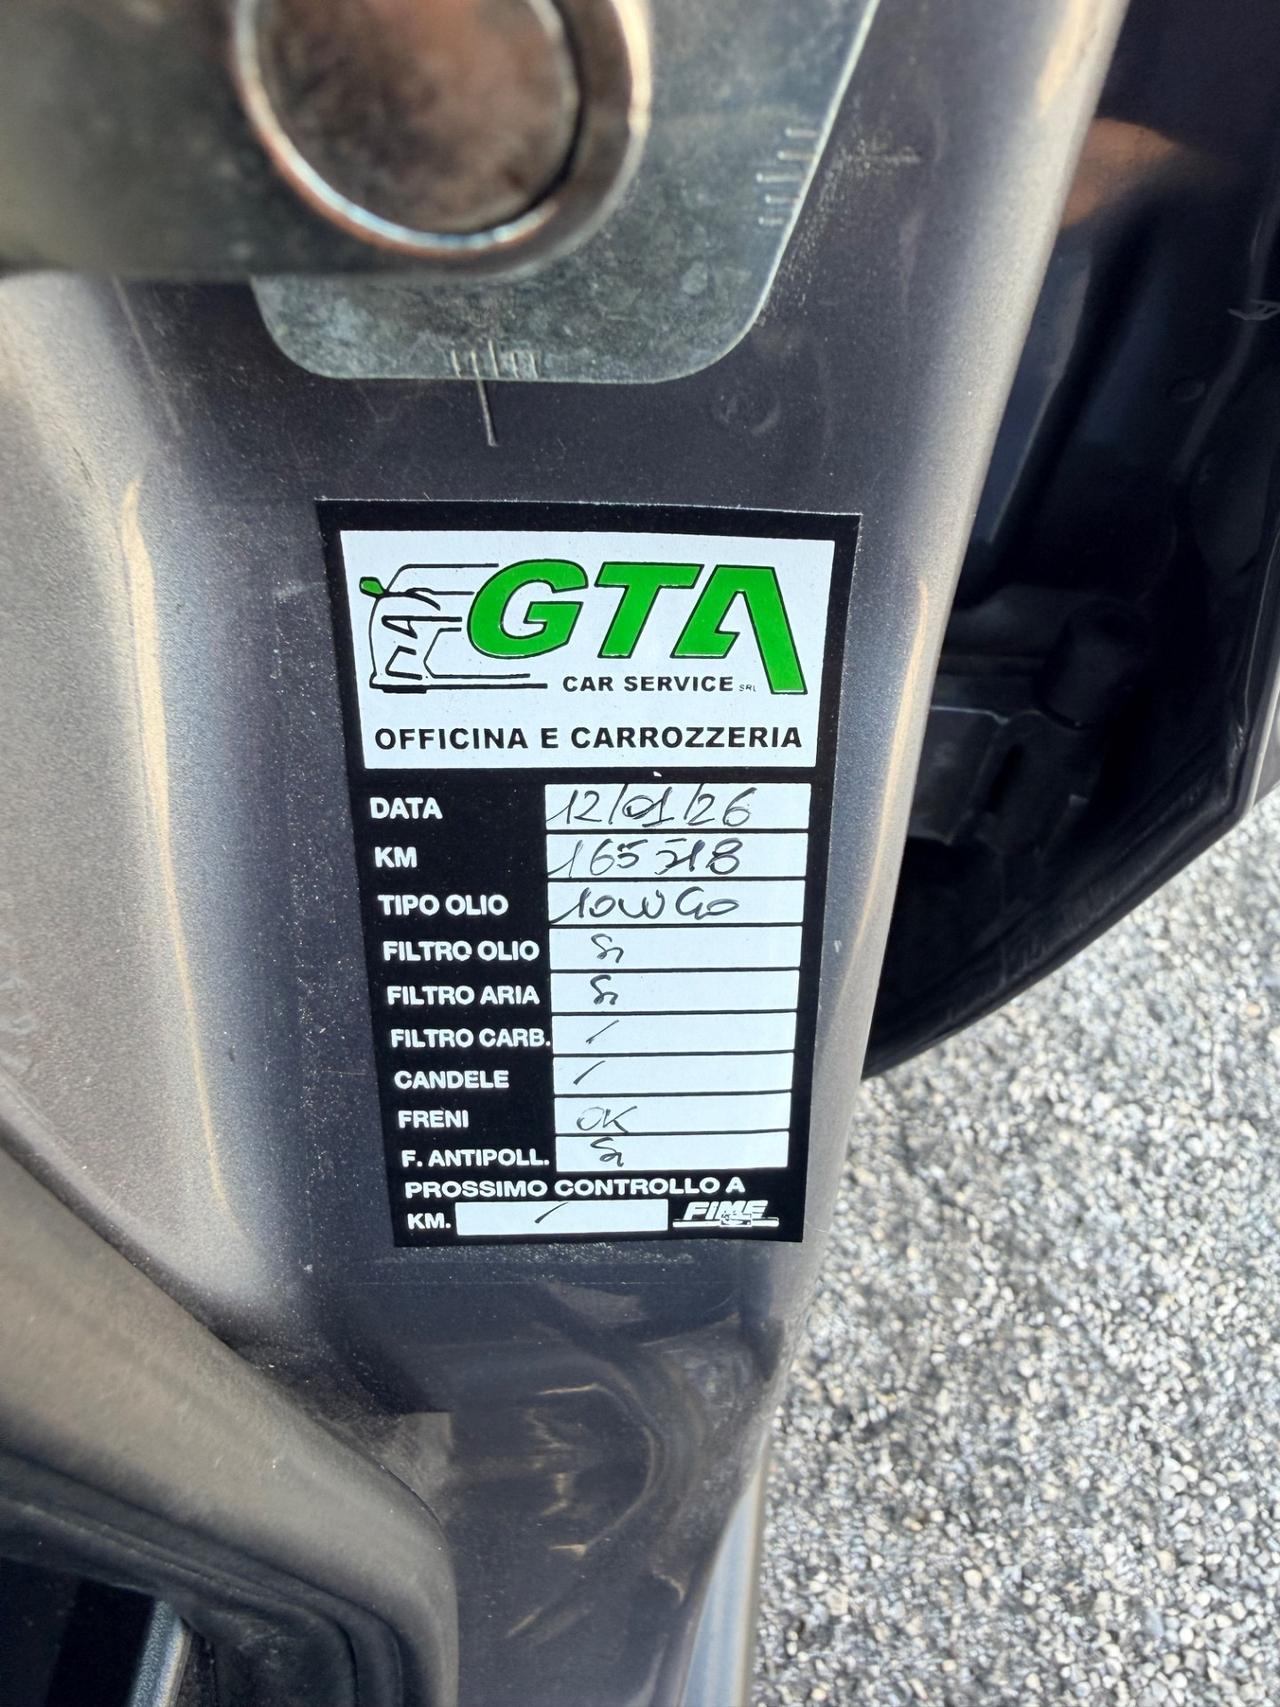 GTA
CAR SERVICE SRL
OFFICINA E CARROZZERIA
DATA 12/01/26
KM 165518
TIPO OLIO 10W40
FILTRO OLIO Si
FILTRO ARIA Si
FILTRO CARB. /
CANDELE /
FRENI OK
F. ANTIPOLL. Si
PROSSIMO CONTROLLO A
KM. / FIME